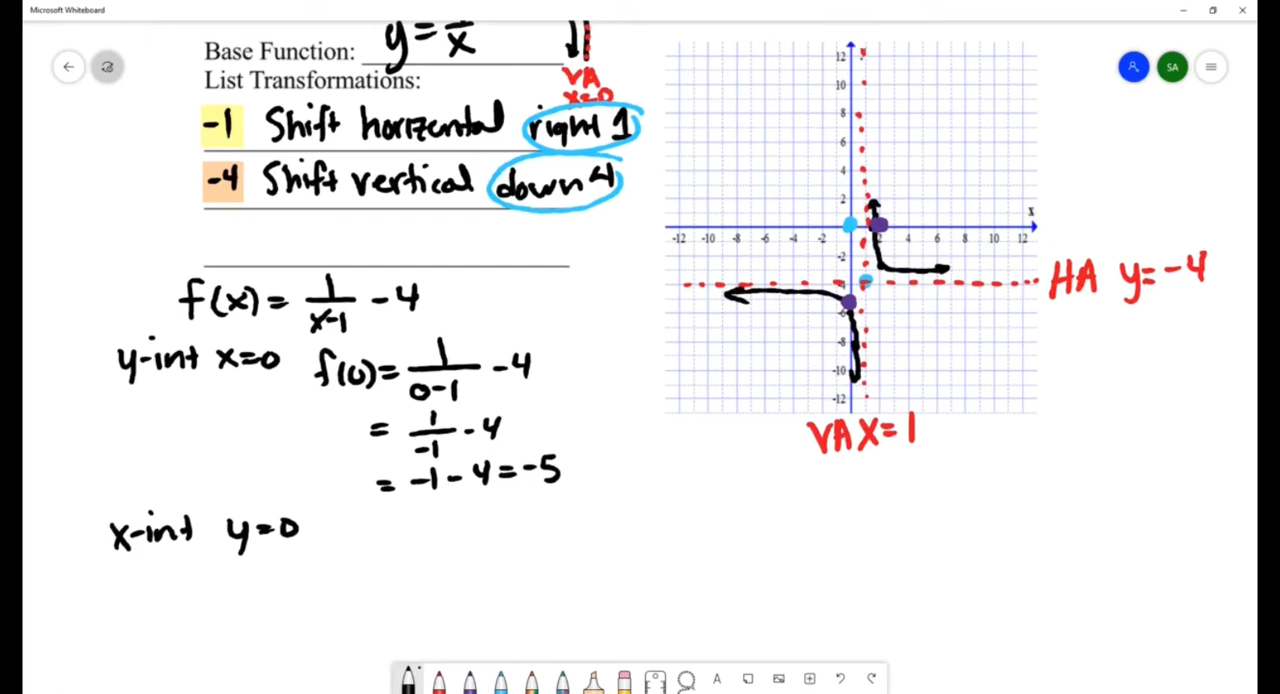 Microsoft Whiteboard
Base Function: y = 1/x
VA
x=0
List Transformations:
-1 Shift horizontal right 1
-4 Shift vertical down 4
f(x) = 1/(x-1) - 4
y-int x=0 f(0) = 1/(0-1) - 4
= 1/-1 - 4
= -1 - 4 = -5
x-int y=0
SA
12
10
8
6
4
2
x
-12 -10 -8 -6 -4 -2 2 4 6 8 10 12
-2
-4
-6
-8
-10
-12
HA y = -4
VA X = 1
A